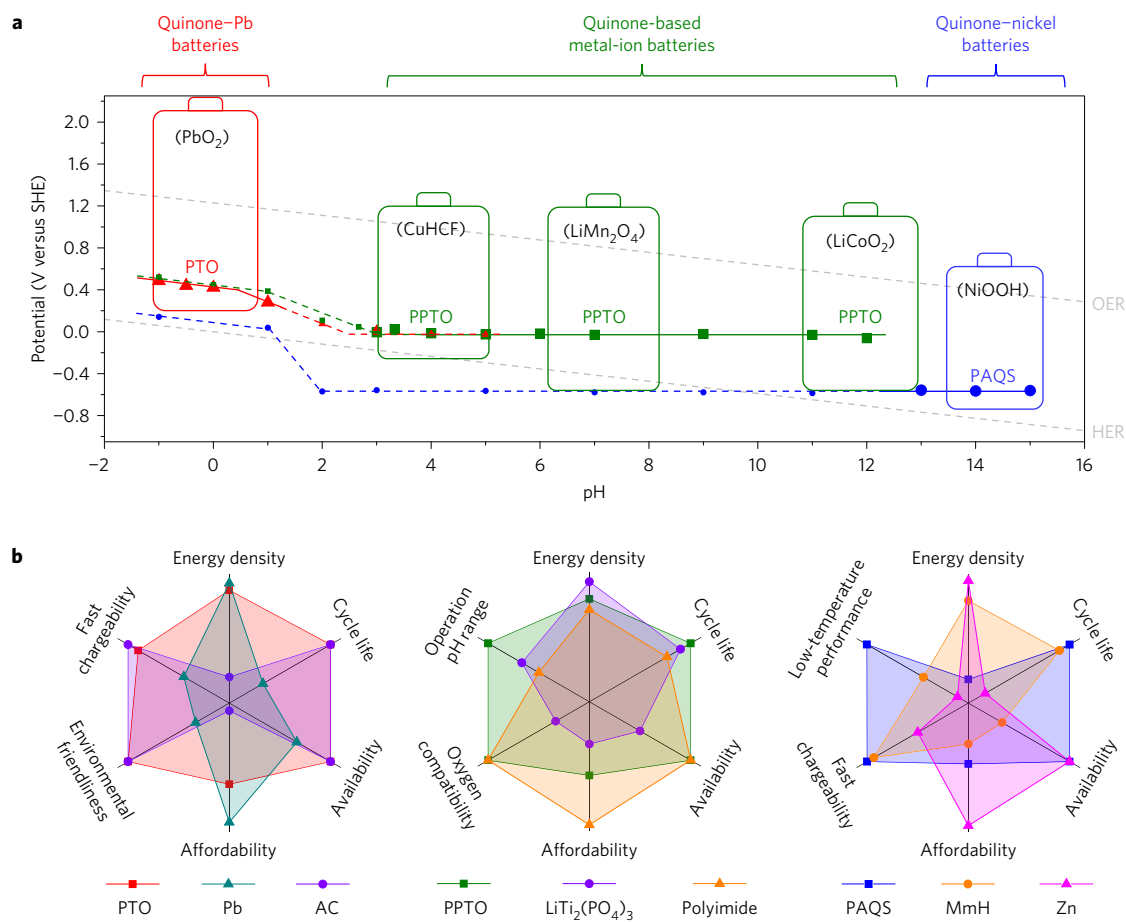 a
Quinone–Pb
batteries
Quinone-based
metal-ion batteries
Quinone–nickel
batteries
Potential (V versus SHE)
2.0
1.6
1.2
0.8
0.4
0.0
−0.4
−0.8
(PbO₂)
(CuHCF)
(LiMn₂O₄)
(LiCoO₂)
(NiOOH)
PTO
PPTO
PPTO
PPTO
PAQS
OER
HER
−2 0 2 4 6 8 10 12 14 16
pH
b
Energy density
Cycle life
Availability
Affordability
Environmental
friendliness
Fast
chargeability
Energy density
Cycle life
Availability
Affordability
Oxygen
compatibility
Operation
pH range
Energy density
Cycle life
Availability
Affordability
Fast
chargeability
Low-temperature
performance
PTO Pb AC
PPTO LiTi₂(PO₄)₃ Polyimide
PAQS MmH Zn